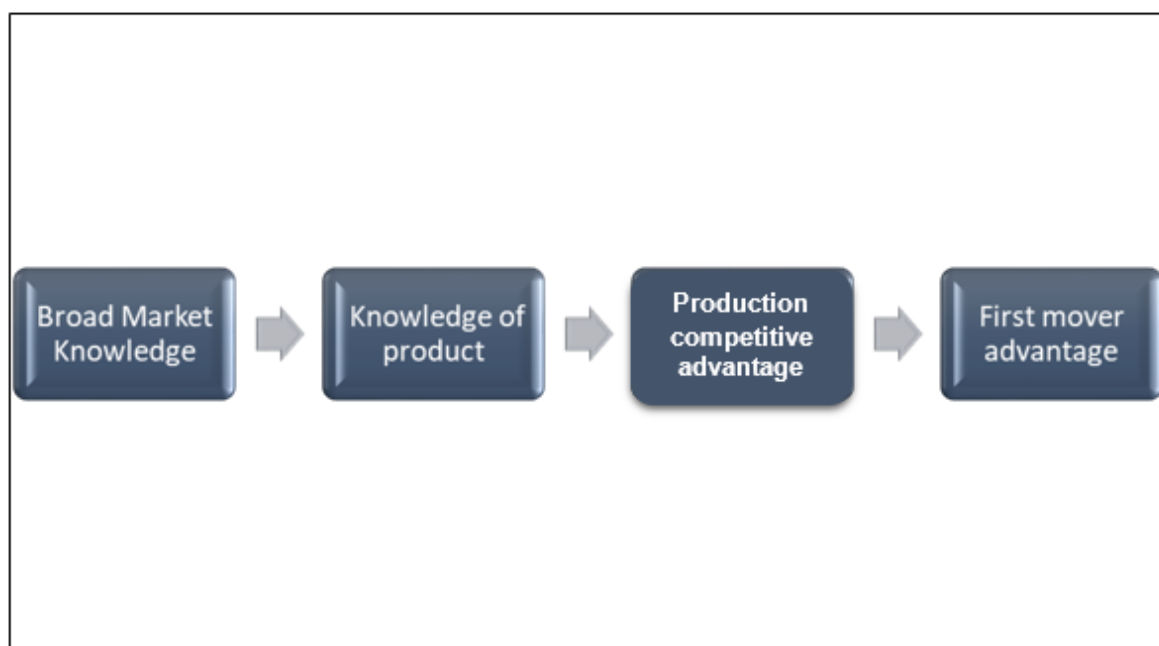 Broad Market
Knowledge
Knowledge of
product
Production
competitive
advantage
First mover
advantage